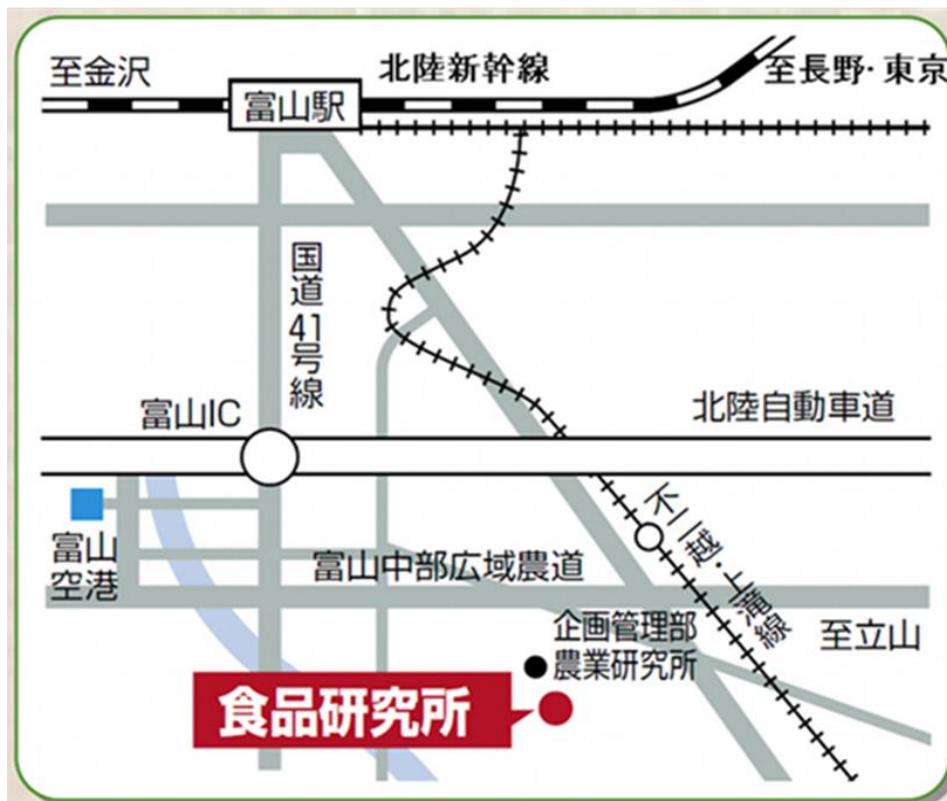 至金沢
北陸新幹線
至長野・東京
富山駅
国道41号線
富山IC
北陸自動車道
富山
空港
富山中部広域農道
不二越・上滝線
企画管理部
農業研究所
至立山
食品研究所